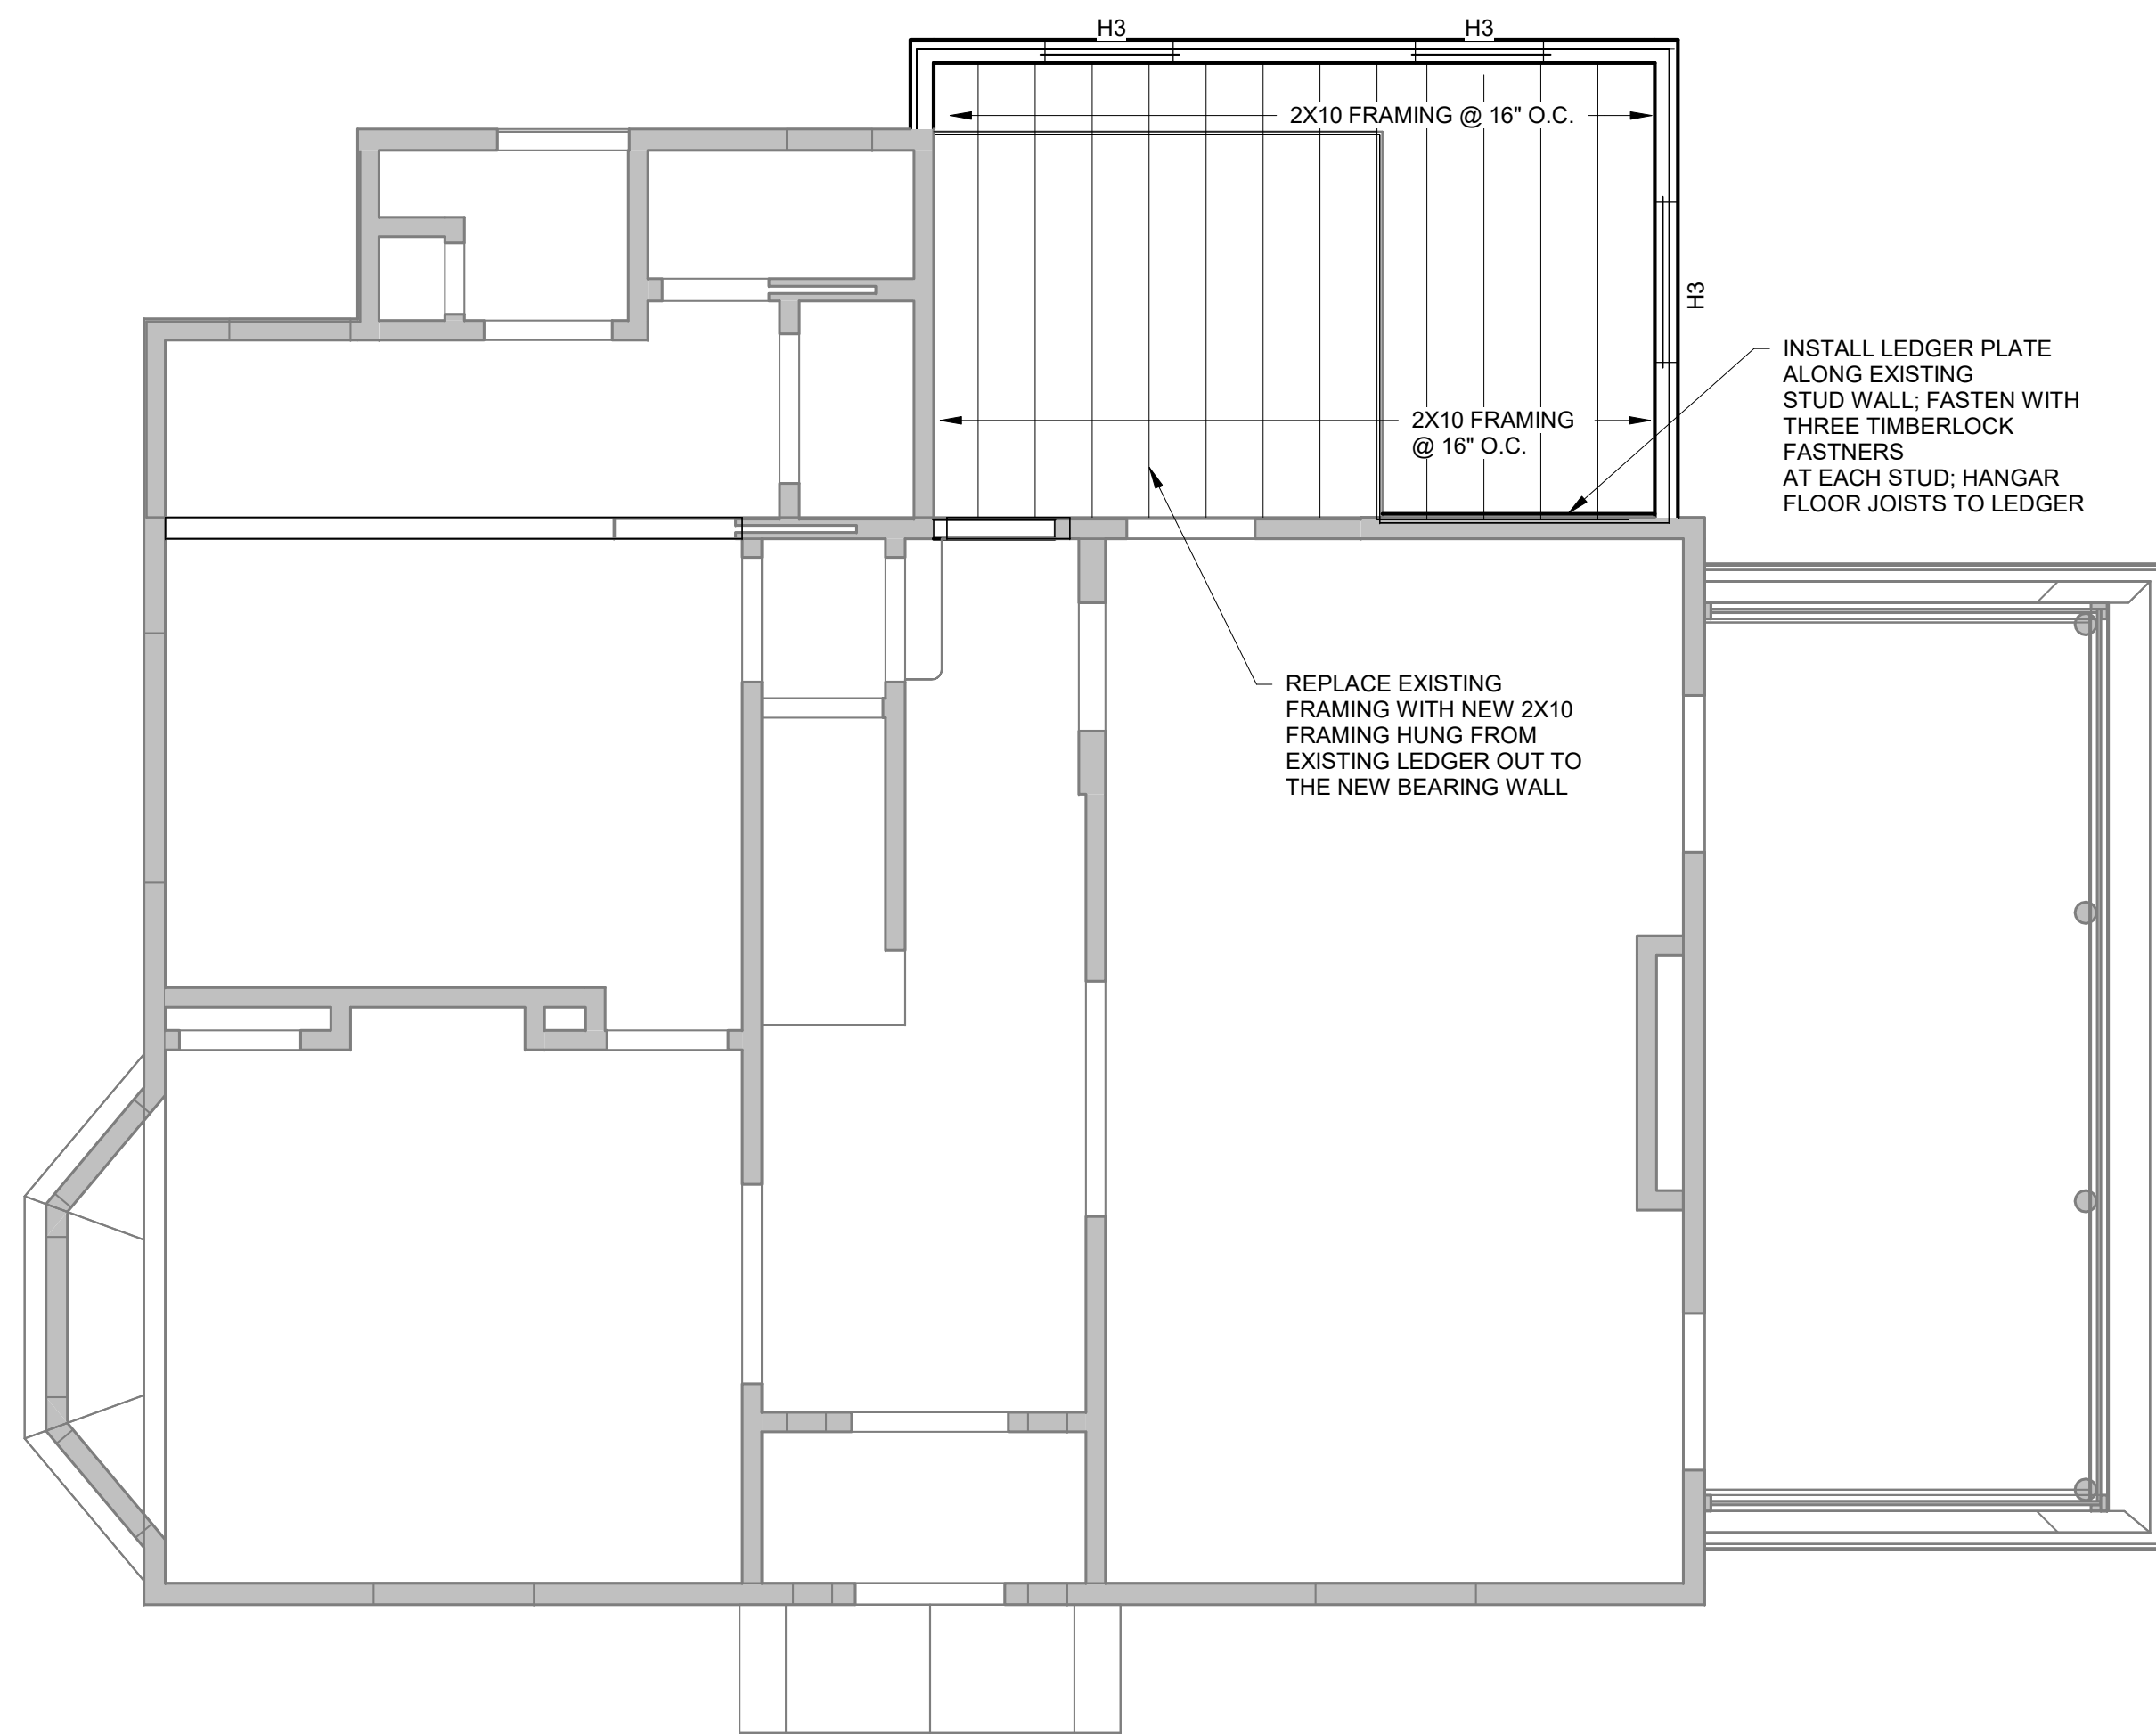 H3
H3
2X10 FRAMING @ 16" O.C.
H3
INSTALL LEDGER PLATE
ALONG EXISTING
STUD WALL; FASTEN WITH
THREE TIMBERLOCK
FASTNERS
AT EACH STUD; HANGAR
FLOOR JOISTS TO LEDGER
2X10 FRAMING
@ 16" O.C.
REPLACE EXISTING
FRAMING WITH NEW 2X10
FRAMING HUNG FROM
EXISTING LEDGER OUT TO
THE NEW BEARING WALL